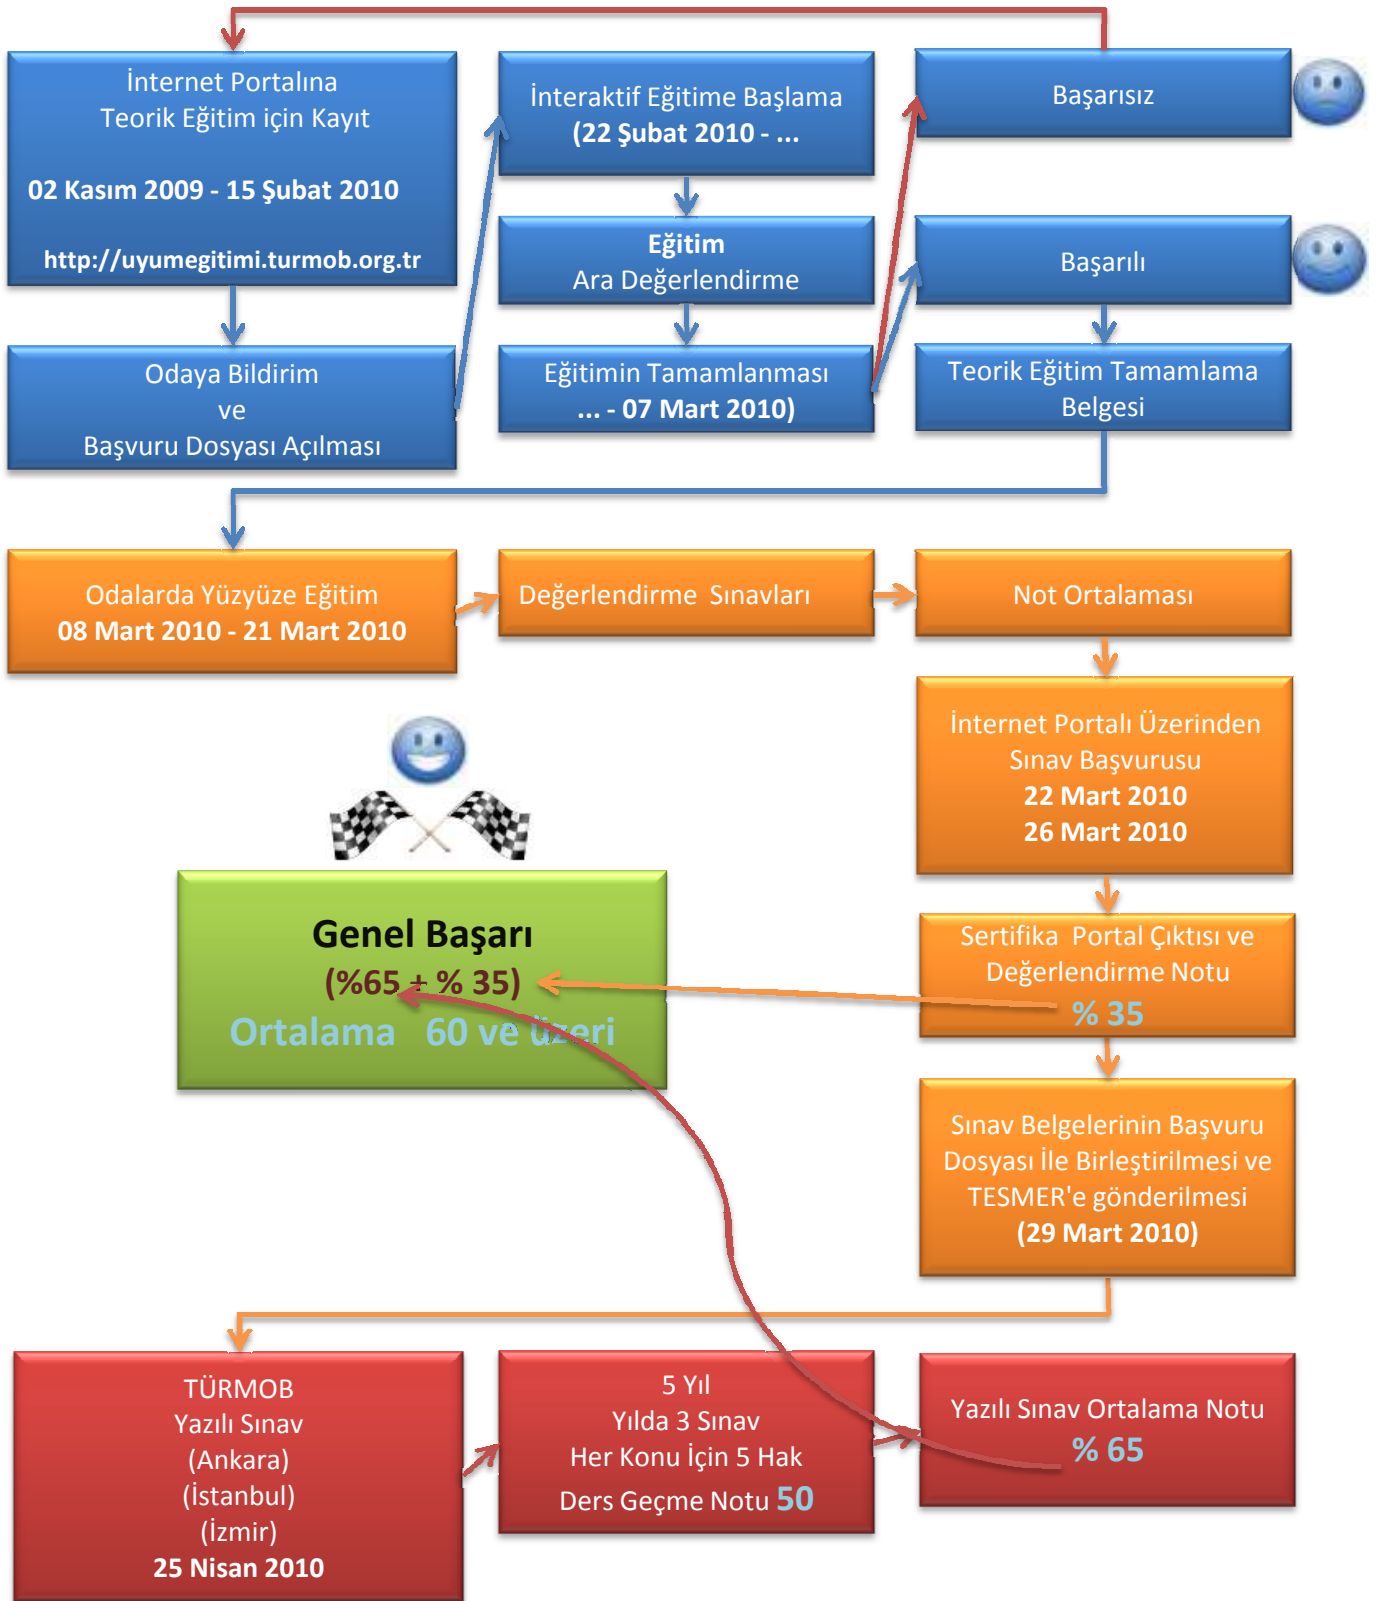 İnternet Portalına
Teorik Eğitim için Kayıt
02 Kasım 2009 - 15 Şubat 2010
http://uyumegitimi.turmob.org.tr
Odaya Bildirim
ve
Başvuru Dosyası Açılması
İnteraktif Eğitime Başlama
(22 Şubat 2010 - ...
Eğitim
Ara Değerlendirme
Eğitimin Tamamlanması
... - 07 Mart 2010)
Başarısız
Başarılı
Teorik Eğitim Tamamlama
Belgesi
Odalarda Yüzyüze Eğitim
08 Mart 2010 - 21 Mart 2010
Değerlendirme Sınavları
Not Ortalaması
İnternet Portalı Üzerinden
Sınav Başvurusu
22 Mart 2010
26 Mart 2010
Sertifika Portal Çıktısı ve
Değerlendirme Notu
% 35
Genel Başarı
(%65 + % 35)
Ortalama 60 ve üzeri
Sınav Belgelerinin Başvuru
Dosyası İle Birleştirilmesi ve
TESMER'e gönderilmesi
(29 Mart 2010)
TÜRMOB
Yazılı Sınav
(Ankara)
(İstanbul)
(İzmir)
25 Nisan 2010
5 Yıl
Yılda 3 Sınav
Her Konu İçin 5 Hak
Ders Geçme Notu 50
Yazılı Sınav Ortalama Notu
% 65